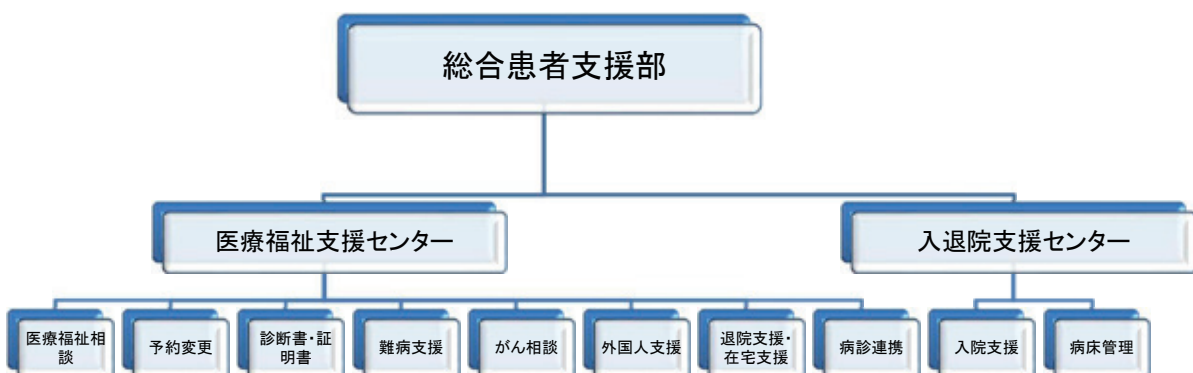 総合患者支援部
医療福祉支援センター
入退院支援センター
医療福祉相
談
予約変更
診断書・証
明書
難病支援
がん相談
外国人支援
退院支援・
在宅支援
病診連携
入院支援
病床管理